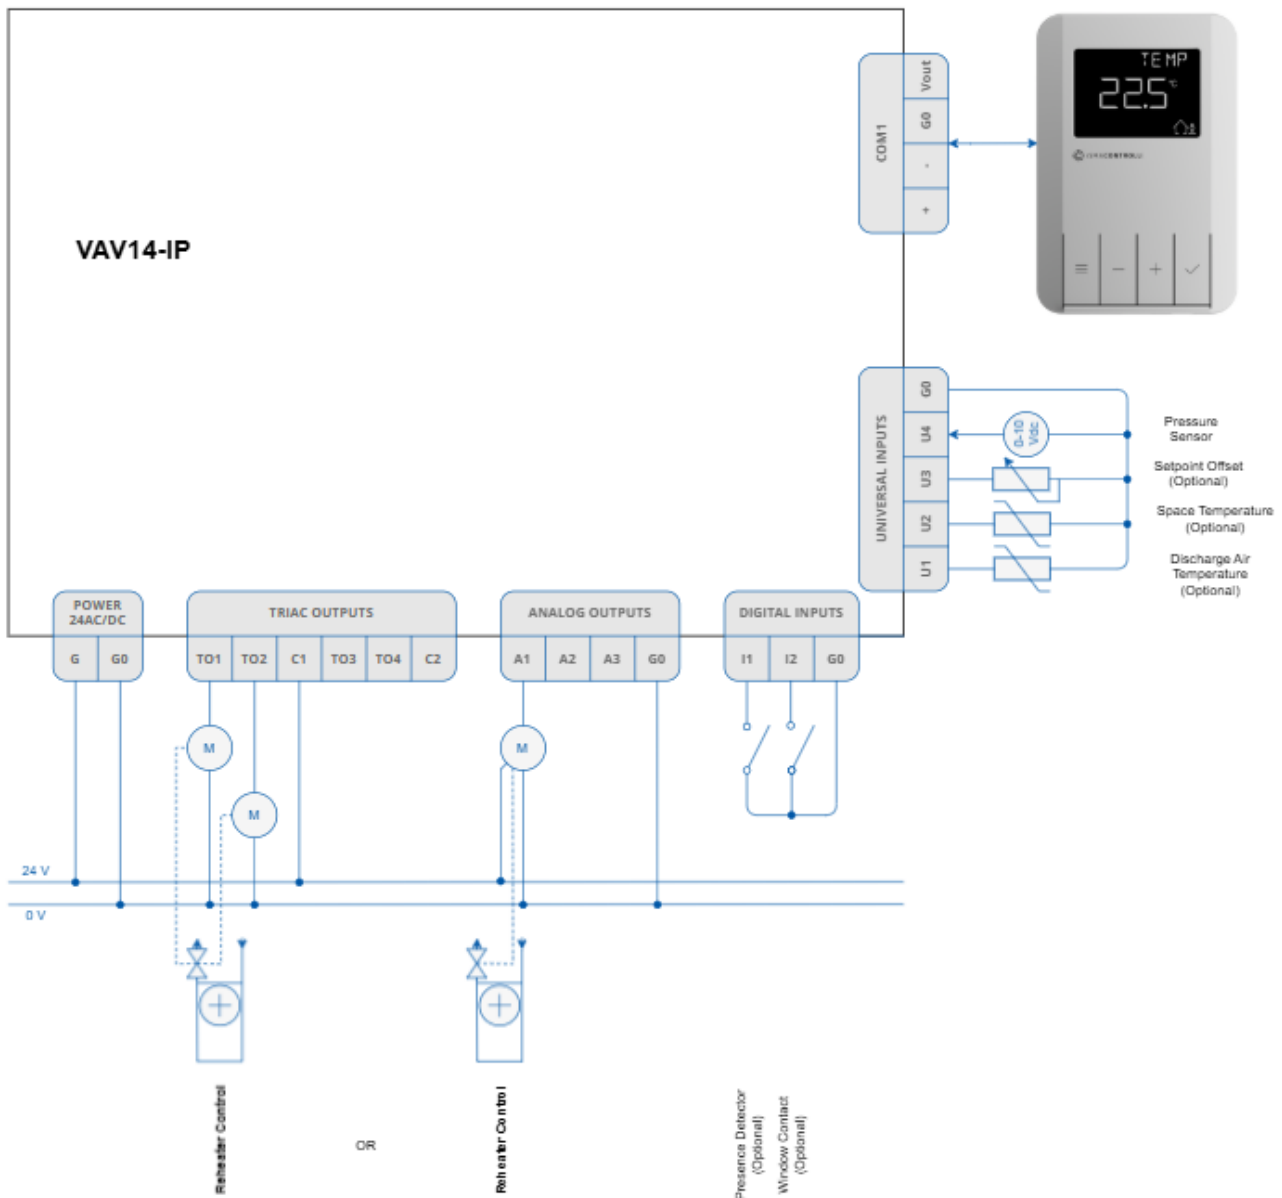 VAV14-IP
COM1
Vout
G0
-
+
TEMP
22.5 °C
UNIVERSAL INPUTS
G0
U4
U3
U2
U1
0-10
Vdc
Pressure
Sensor
Setpoint Offset
(Optional)
Space Temperature
(Optional)
Discharge Air
Temperature
(Optional)
POWER
24AC/DC
G
G0
TRIAC OUTPUTS
TO1
TO2
C1
TO3
TO4
C2
ANALOG OUTPUTS
A1
A2
A3
G0
DIGITAL INPUTS
I1
I2
G0
M
M
M
24 V
0 V
Reheater Control
OR
Reheater Control
Presence Detector
(Optional)
Window Contact
(Optional)